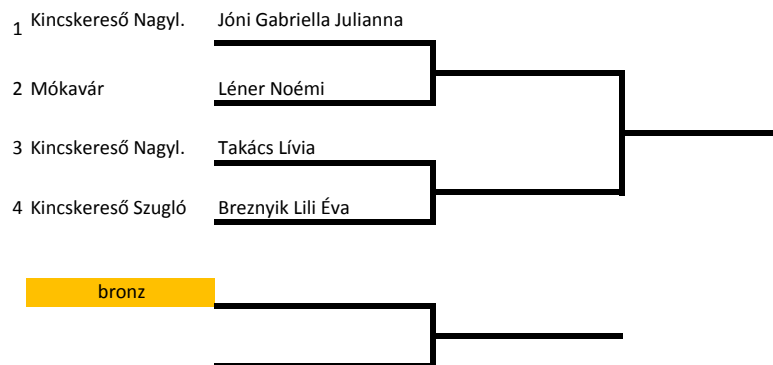 1 Kincskereső Nagyl. Jóni Gabriella Julianna
2 Mókavár Léner Noémi
3 Kincskereső Nagyl. Takács Lívia
4 Kincskereső Szugló Breznyik Lili Éva
bronz